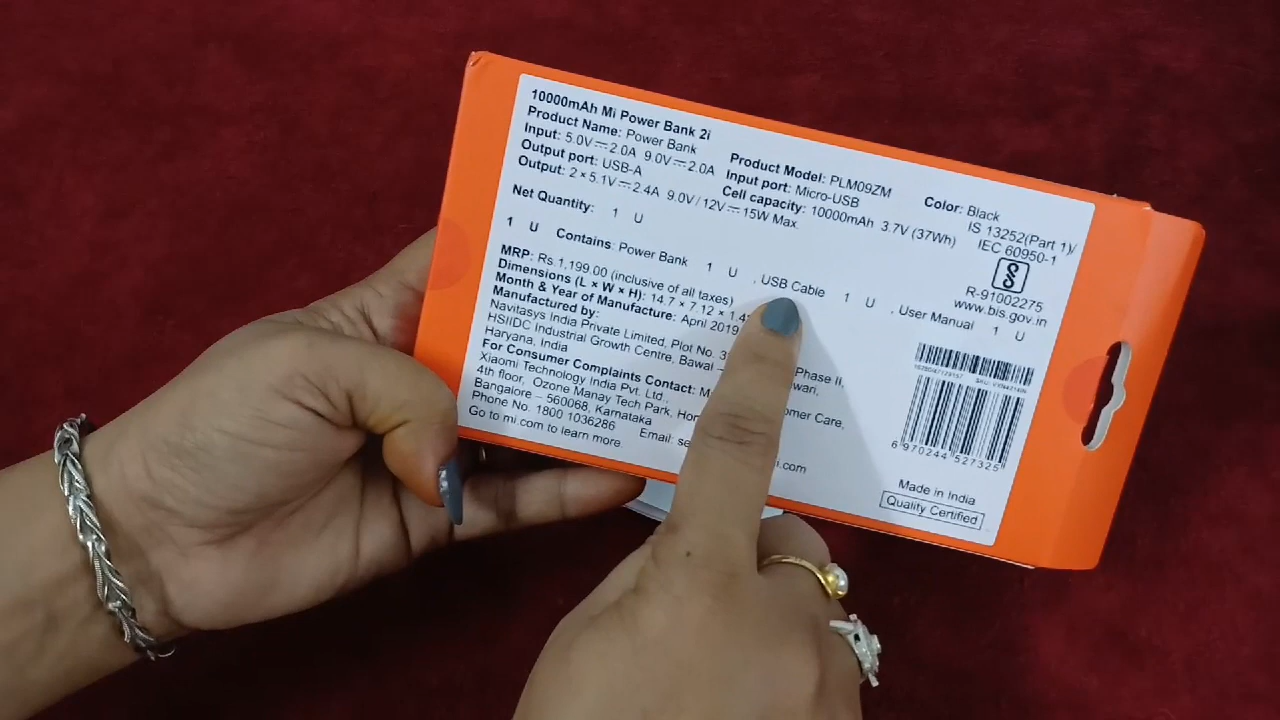 10000mAh Mi Power Bank 2i
Product Name: Power Bank Product Model: PLM09ZM Color: Black
Input: 5.0V⎓2.0A 9.0V⎓2.0A Input port: Micro-USB IS 13252(Part 1)/
Output port: USB-A Cell capacity: 10000mAh 3.7V (37Wh) IEC 60950-1
Output: 2×5.1V⎓2.4A 9.0V/12V⎓15W Max
R-91002275
www.bis.gov.in
Net Quantity: 1 U
1 U Contains: Power Bank 1 U , USB Cable 1 U , User Manual 1 U
MRP: Rs.1,199.00 (inclusive of all taxes)
Dimensions (L × W × H): 14.7 × 7.12 ×
Month & Year of Manufacture: April 2019
Manufactured by:
Navitasys India Private Limited, Plot No. Phase II,
HSIIDC Industrial Growth Centre, Bawal –
Haryana, India
For Consumer Complaints Contact:
Xiaomi Technology India Pvt. Ltd.,
4th floor, Ozone Manay Tech Park, Care,
Bangalore – 560068, Karnataka
Phone No. 1800 1036286 Email:
Go to mi.com to learn more.
6 970244 527325
Made in India
Quality Certified